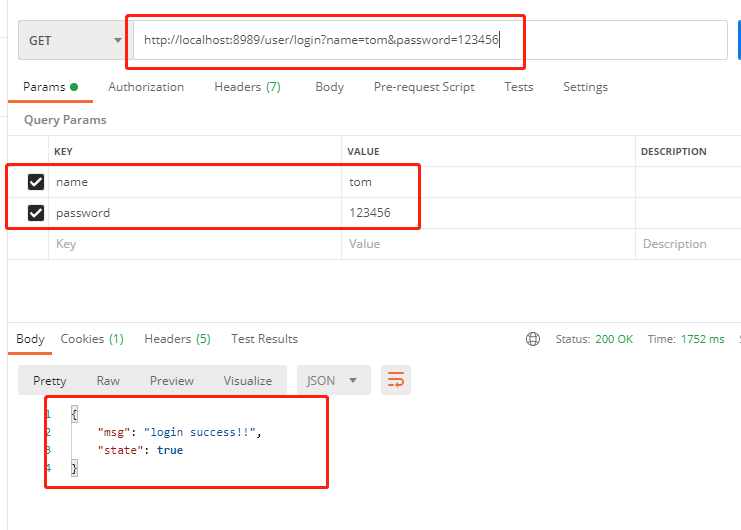 GET http://localhost:8989/user/login?name=tom&password=123456
Params Authorization Headers (7) Body Pre-request Script Tests Settings
Query Params
KEY VALUE DESCRIPTION
name tom
password 123456
Key Value Description
Body Cookies (1) Headers (5) Test Results Status: 200 OK Time: 1752 ms
Pretty Raw Preview Visualize JSON
1 {
2 "msg": "login success!!",
3 "state": true
4 }